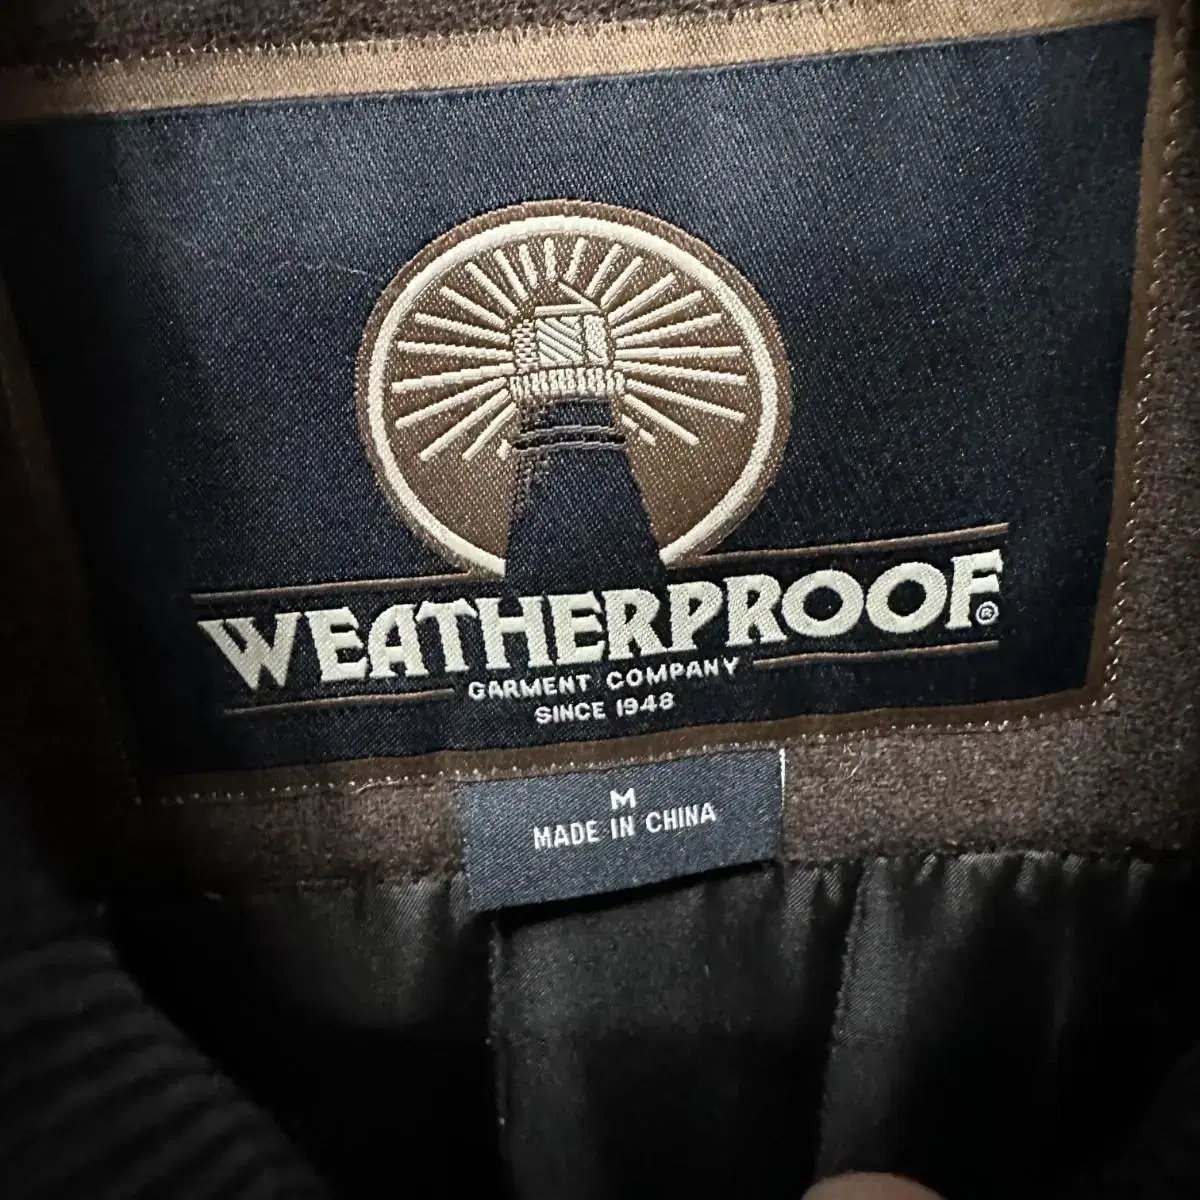 WEATHERPROOF®
GARMENT COMPANY
SINCE 1948
M
MADE IN CHINA